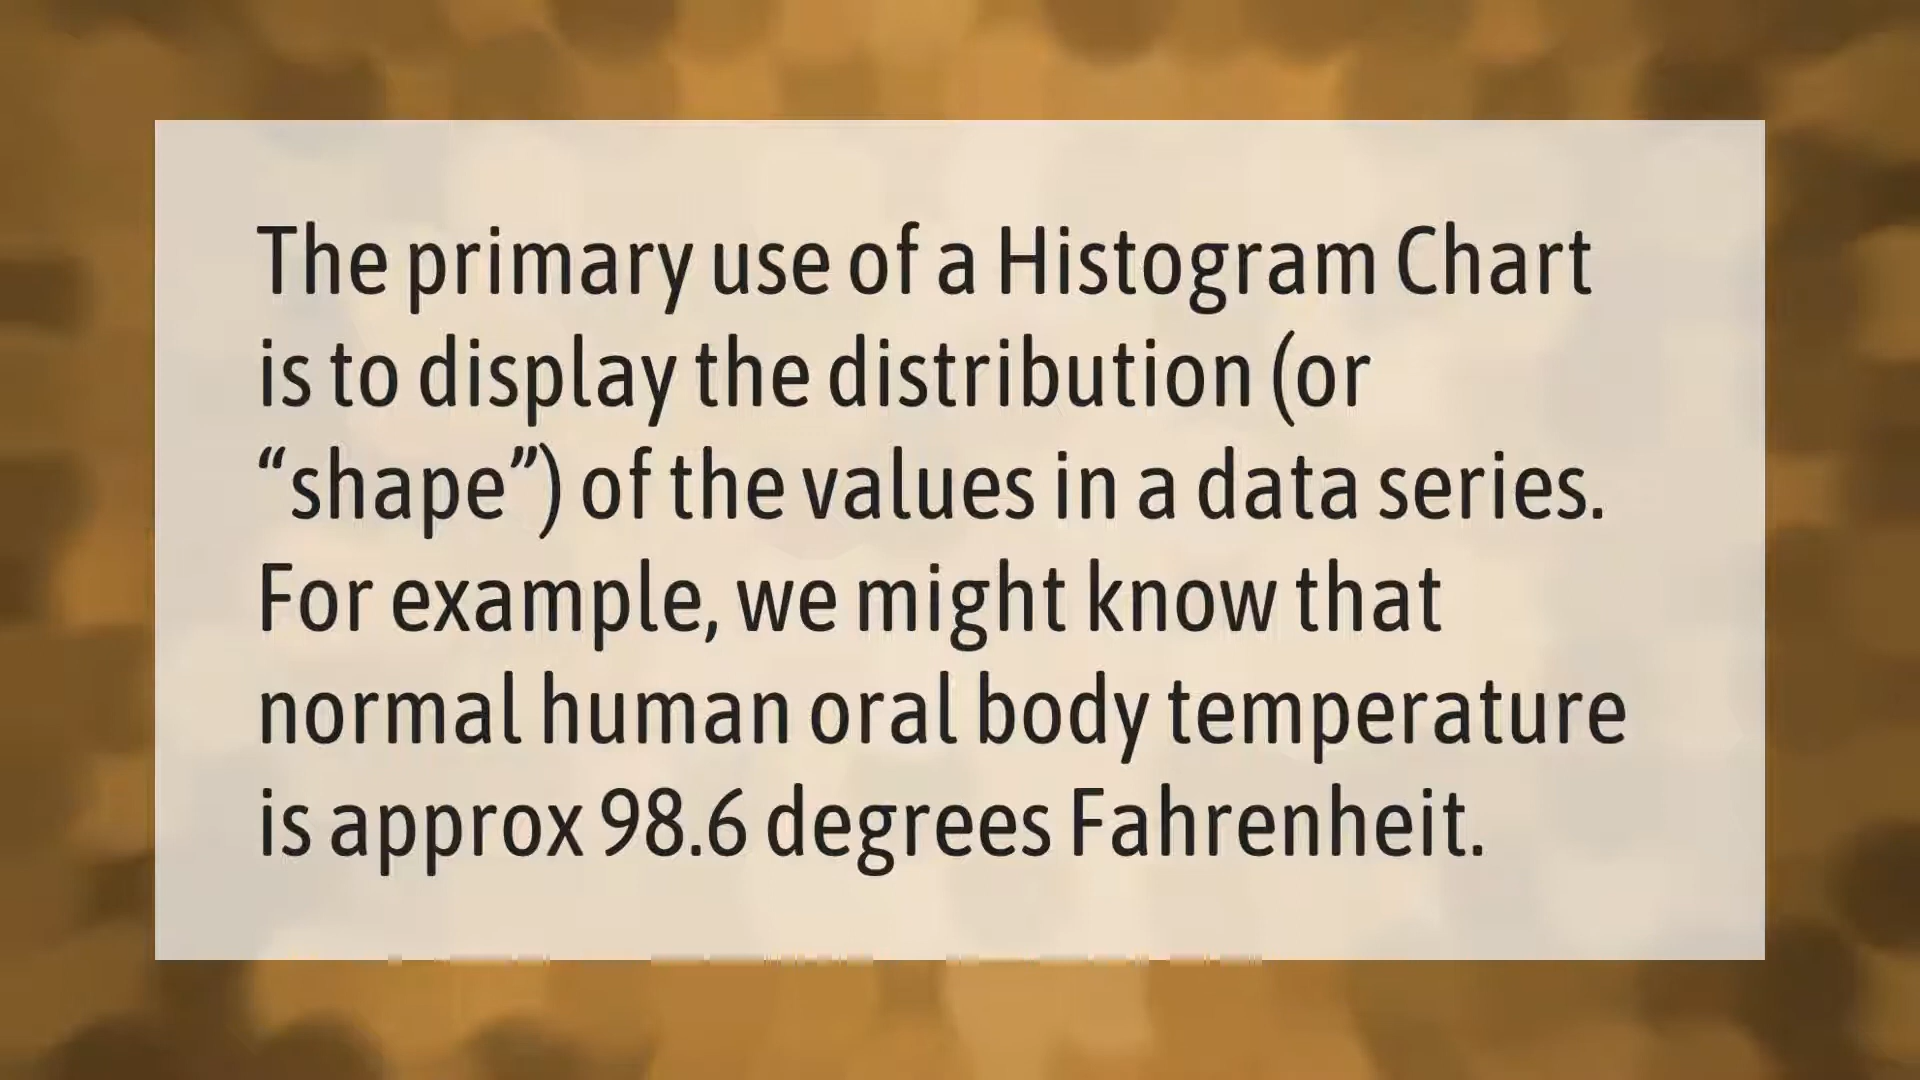 The primary use of a Histogram Chart
is to display the distribution (or
“shape”) of the values in a data series.
For example, we might know that
normal human oral body temperature
is approx 98.6 degrees Fahrenheit.